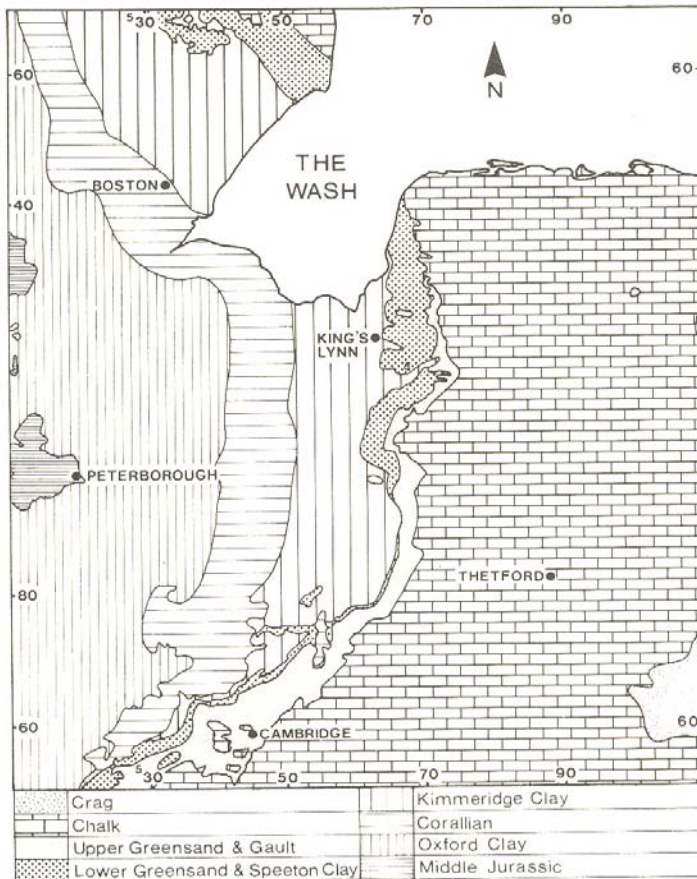 ⁵30 50 70 90
60 60
N
THE
WASH
BOSTON
40
KING'S
LYNN
PETERBOROUGH
THETFORD
80
60 60
CAMBRIDGE
⁵30 50 70 90
Crag
Chalk
Upper Greensand & Gault
Lower Greensand & Speeton Clay
Kimmeridge Clay
Corallian
Oxford Clay
Middle Jurassic